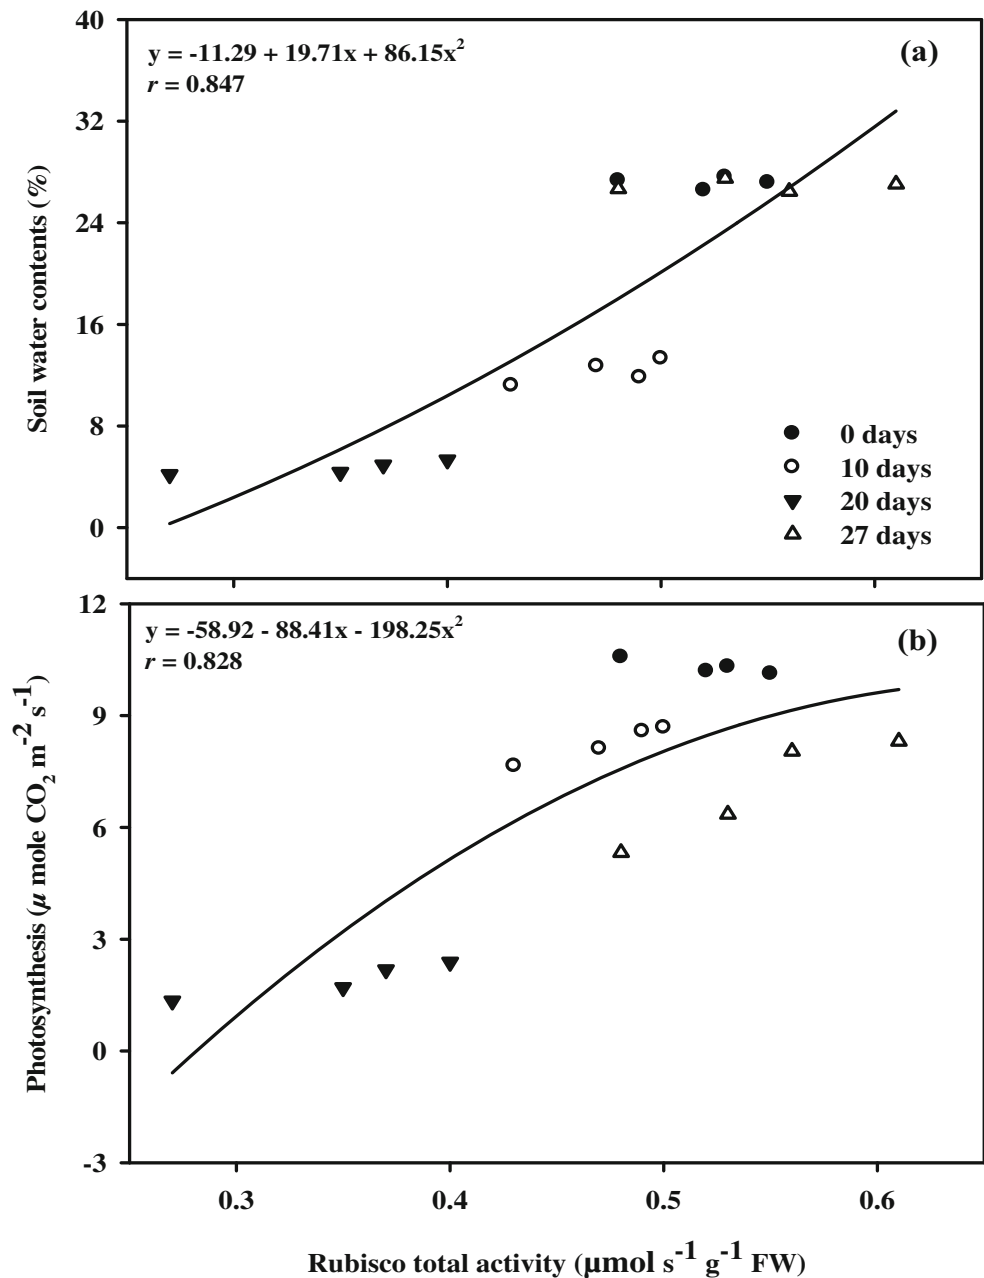 40
32
24
16
8
0
Soil water contents (%)
y = -11.29 + 19.71x + 86.15x²
r = 0.847
(a)
0 days
10 days
20 days
27 days
12
9
6
3
0
-3
Photosynthesis (μ mole CO₂ m⁻² s⁻¹)
y = -58.92 - 88.41x - 198.25x²
r = 0.828
(b)
0.3 0.4 0.5 0.6
Rubisco total activity (μmol s⁻¹ g⁻¹ FW)